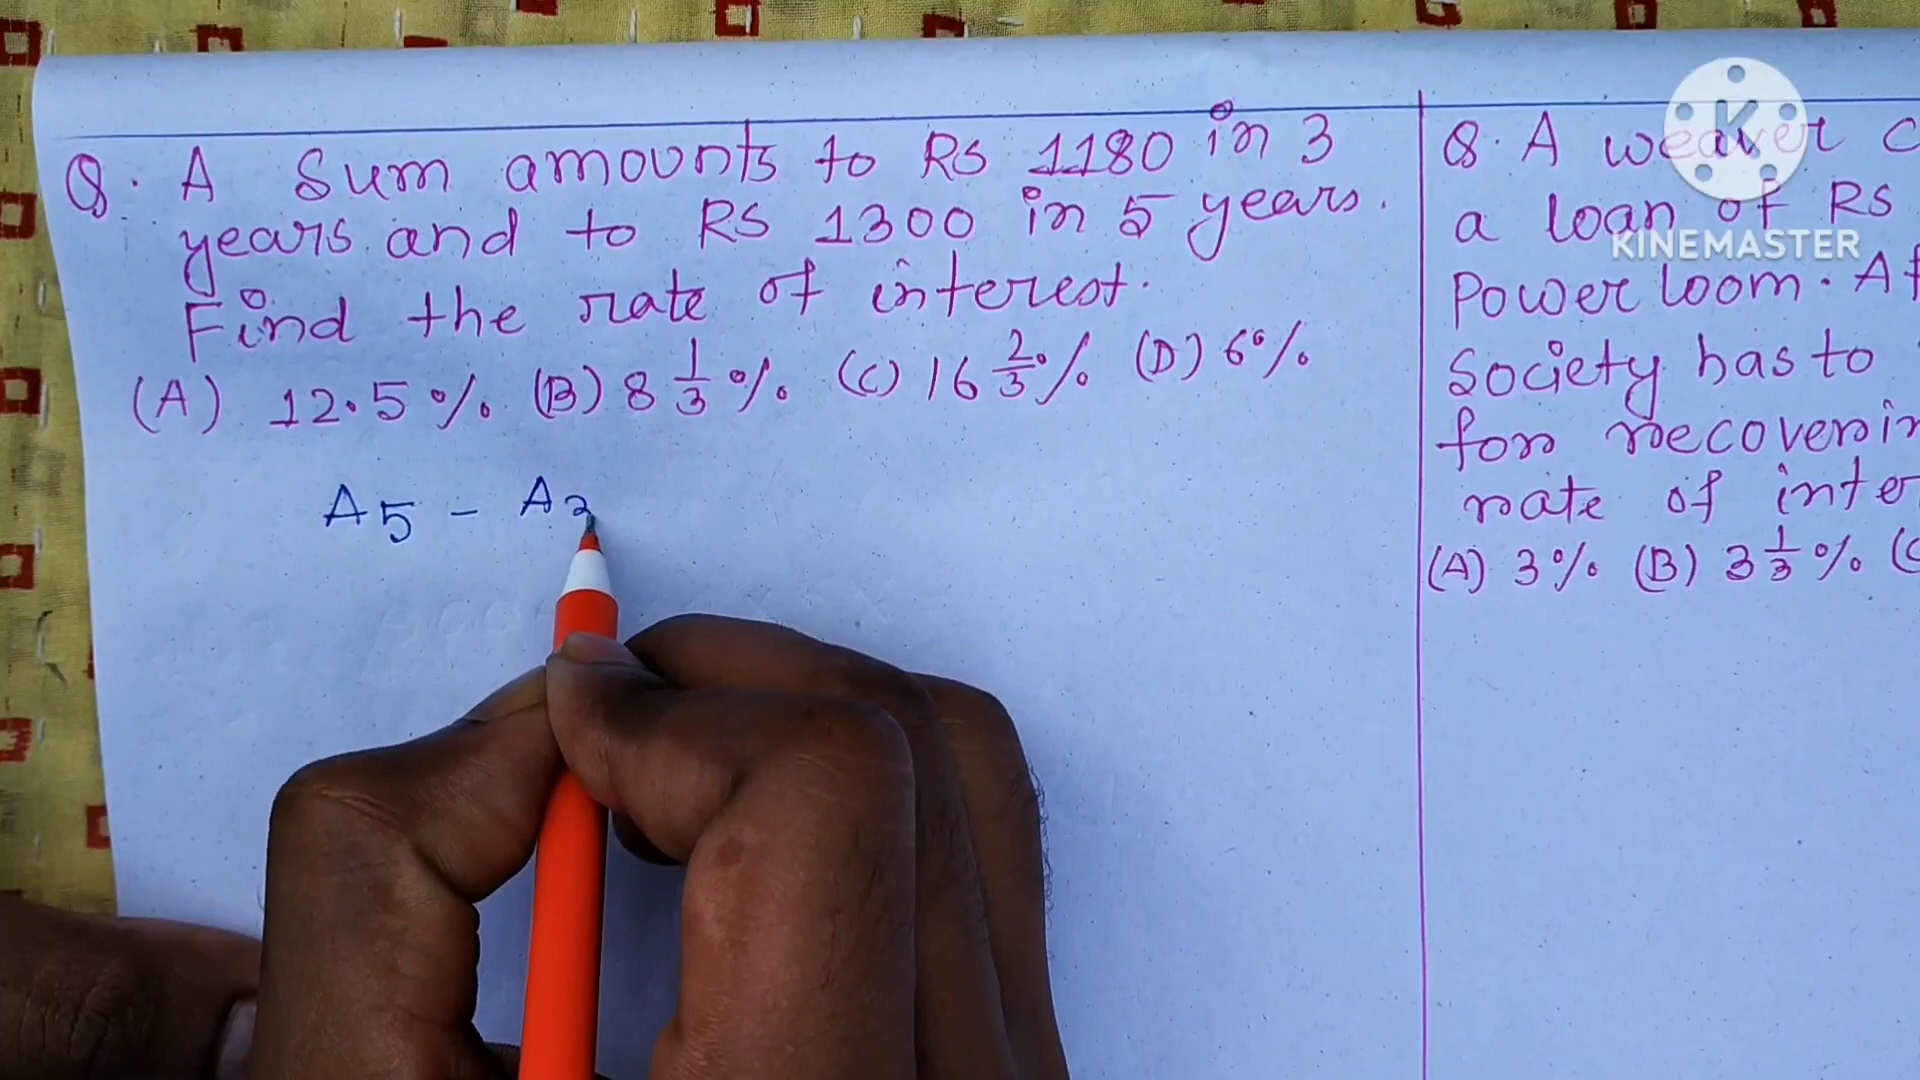 Q. A Sum amounts to RS 1180 in 3
years and to RS 1300 in 5 years.
Find the rate of interest.
(A) 12.5% (B) 8 1/3 % (C) 16 2/3 % (D) 6%
A5 - A3
Q. A weaver c
a loan of RS
Power loom. Af
Society has to
for recoverin
rate of inter
(A) 3% (B) 3 1/3 % (C
K
KINEMASTER